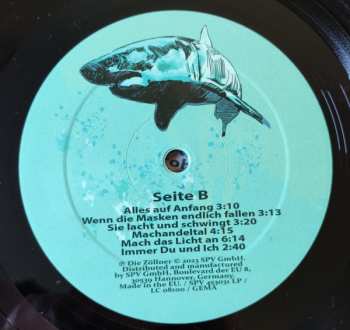 Seite B
Alles auf Anfang 3:10
Wenn die Masken endlich fallen 3:13
Sie lacht und schwingt 3:20
Machandeltal 4:15
Mach das Licht an 6:14
Immer Du und Ich 2:40
℗ Die Zöllner © 2023 SPV GmbH.
Distributed and manufactured
by SPV GmbH, Boulevard der EU 8,
30539 Hannover, Germany.
Made in the EU. / SPV 253031 LP /
LC 08100 / GEMA